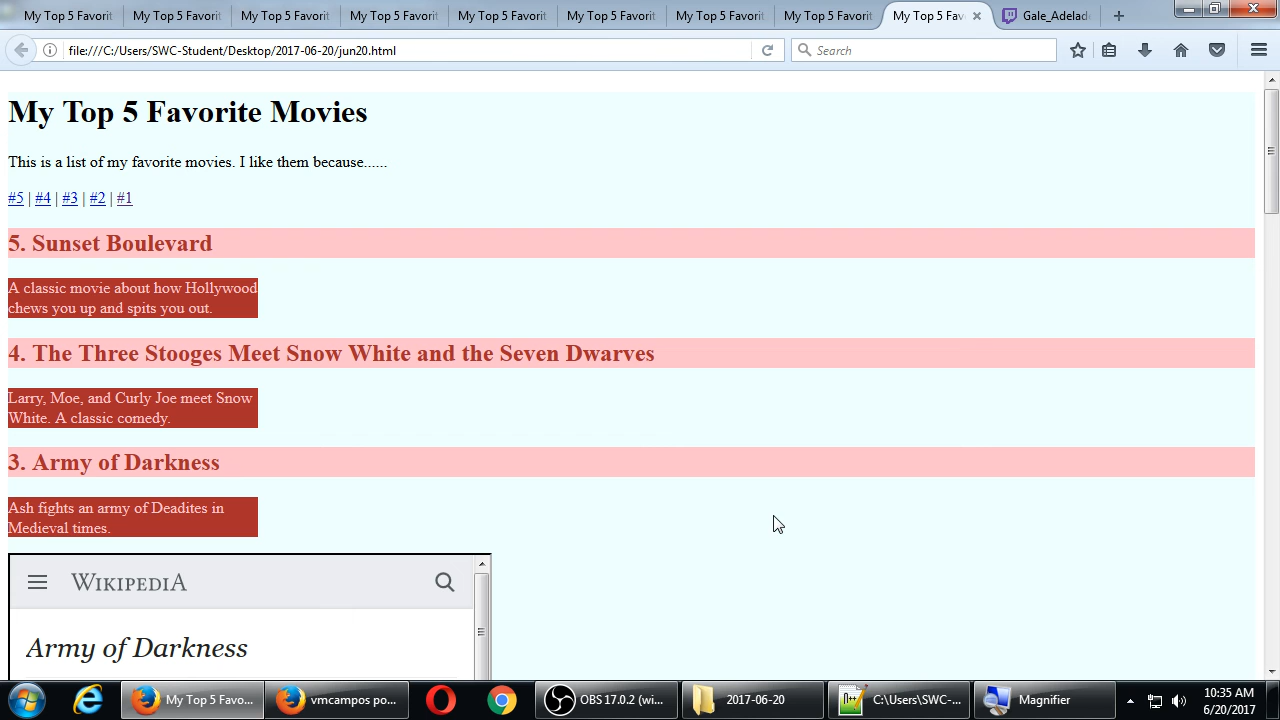 My Top 5 Favorit My Top 5 Favorit My Top 5 Favorit My Top 5 Favorit My Top 5 Favorit My Top 5 Favorit My Top 5 Favorit My Top 5 Favorit My Top 5 Fav Gale_Adelad
file:///C:/Users/SWC-Student/Desktop/2017-06-20/jun20.html Search
My Top 5 Favorite Movies
This is a list of my favorite movies. I like them because......
#5 | #4 | #3 | #2 | #1
5. Sunset Boulevard
A classic movie about how Hollywood
chews you up and spits you out.
4. The Three Stooges Meet Snow White and the Seven Dwarves
Larry, Moe, and Curly Joe meet Snow
White. A classic comedy.
3. Army of Darkness
Ash fights an army of Deadites in
Medieval times.
WIKIPEDIA
Army of Darkness
My Top 5 Favo... vmcampos po... OBS 17.0.2 (wi... 2017-06-20 C:\Users\SWC-... Magnifier 10:35 AM
6/20/2017